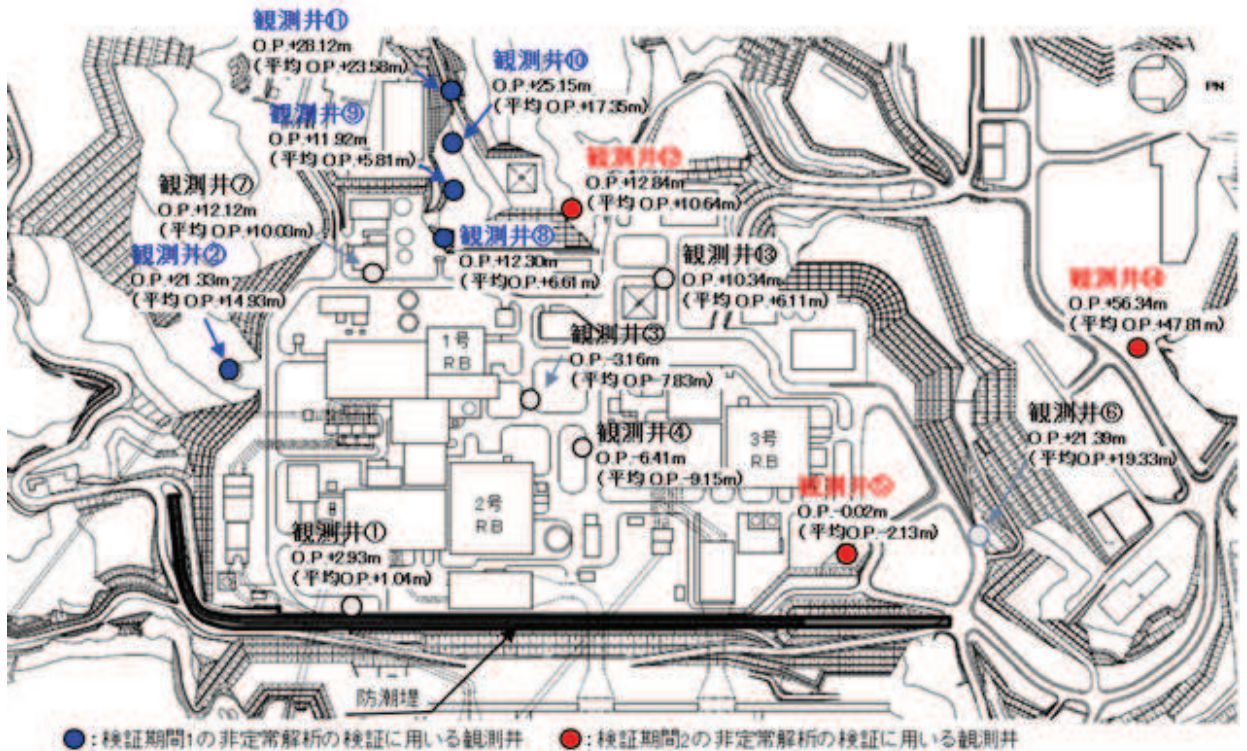 観測井⑪
O.P.+28.12m
(平均O.P.+23.58m)
観測井⑩
O.P.+25.15m
(平均O.P.+17.35m)
観測井⑨
O.P.+11.92m
(平均O.P.+5.81m)
観測井⑦
O.P.+12.12m
(平均O.P.+10.03m)
観測井②
O.P.+21.33m
(平均O.P.+14.93m)
観測井⑧
O.P.+12.30m
(平均O.P.+6.61m)
観測井
O.P.+12.84m
(平均O.P.+10.64m)
観測井⑬
O.P.+10.34m
(平均O.P.+6.11m)
観測井③
O.P.-3.16m
(平均O.P-7.83m)
観測井④
O.P.-6.41m
(平均O.P-9.15m)
観測井
O.P.+56.34m
(平均O.P.+47.81m)
観測井⑥
O.P.+21.39m
(平均O.P.+19.33m)
観測井
O.P.-0.02m
(平均O.P.-2.13m)
観測井①
O.P.+2.93m
(平均O.P.+1.04m)
1号
RB
2号
RB
3号
RB
PN
防潮堤
:検証期間1の非定常解析の検証に用いる観測井
:検証期間2の非定常解析の検証に用いる観測井